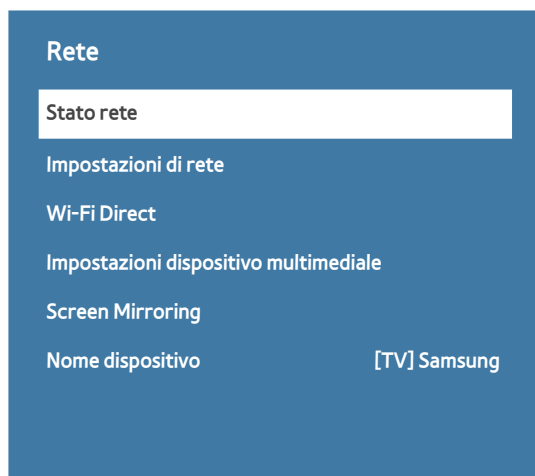 Rete
Stato rete
Impostazioni di rete
Wi-Fi Direct
Impostazioni dispositivo multimediale
Screen Mirroring
Nome dispositivo [TV] Samsung